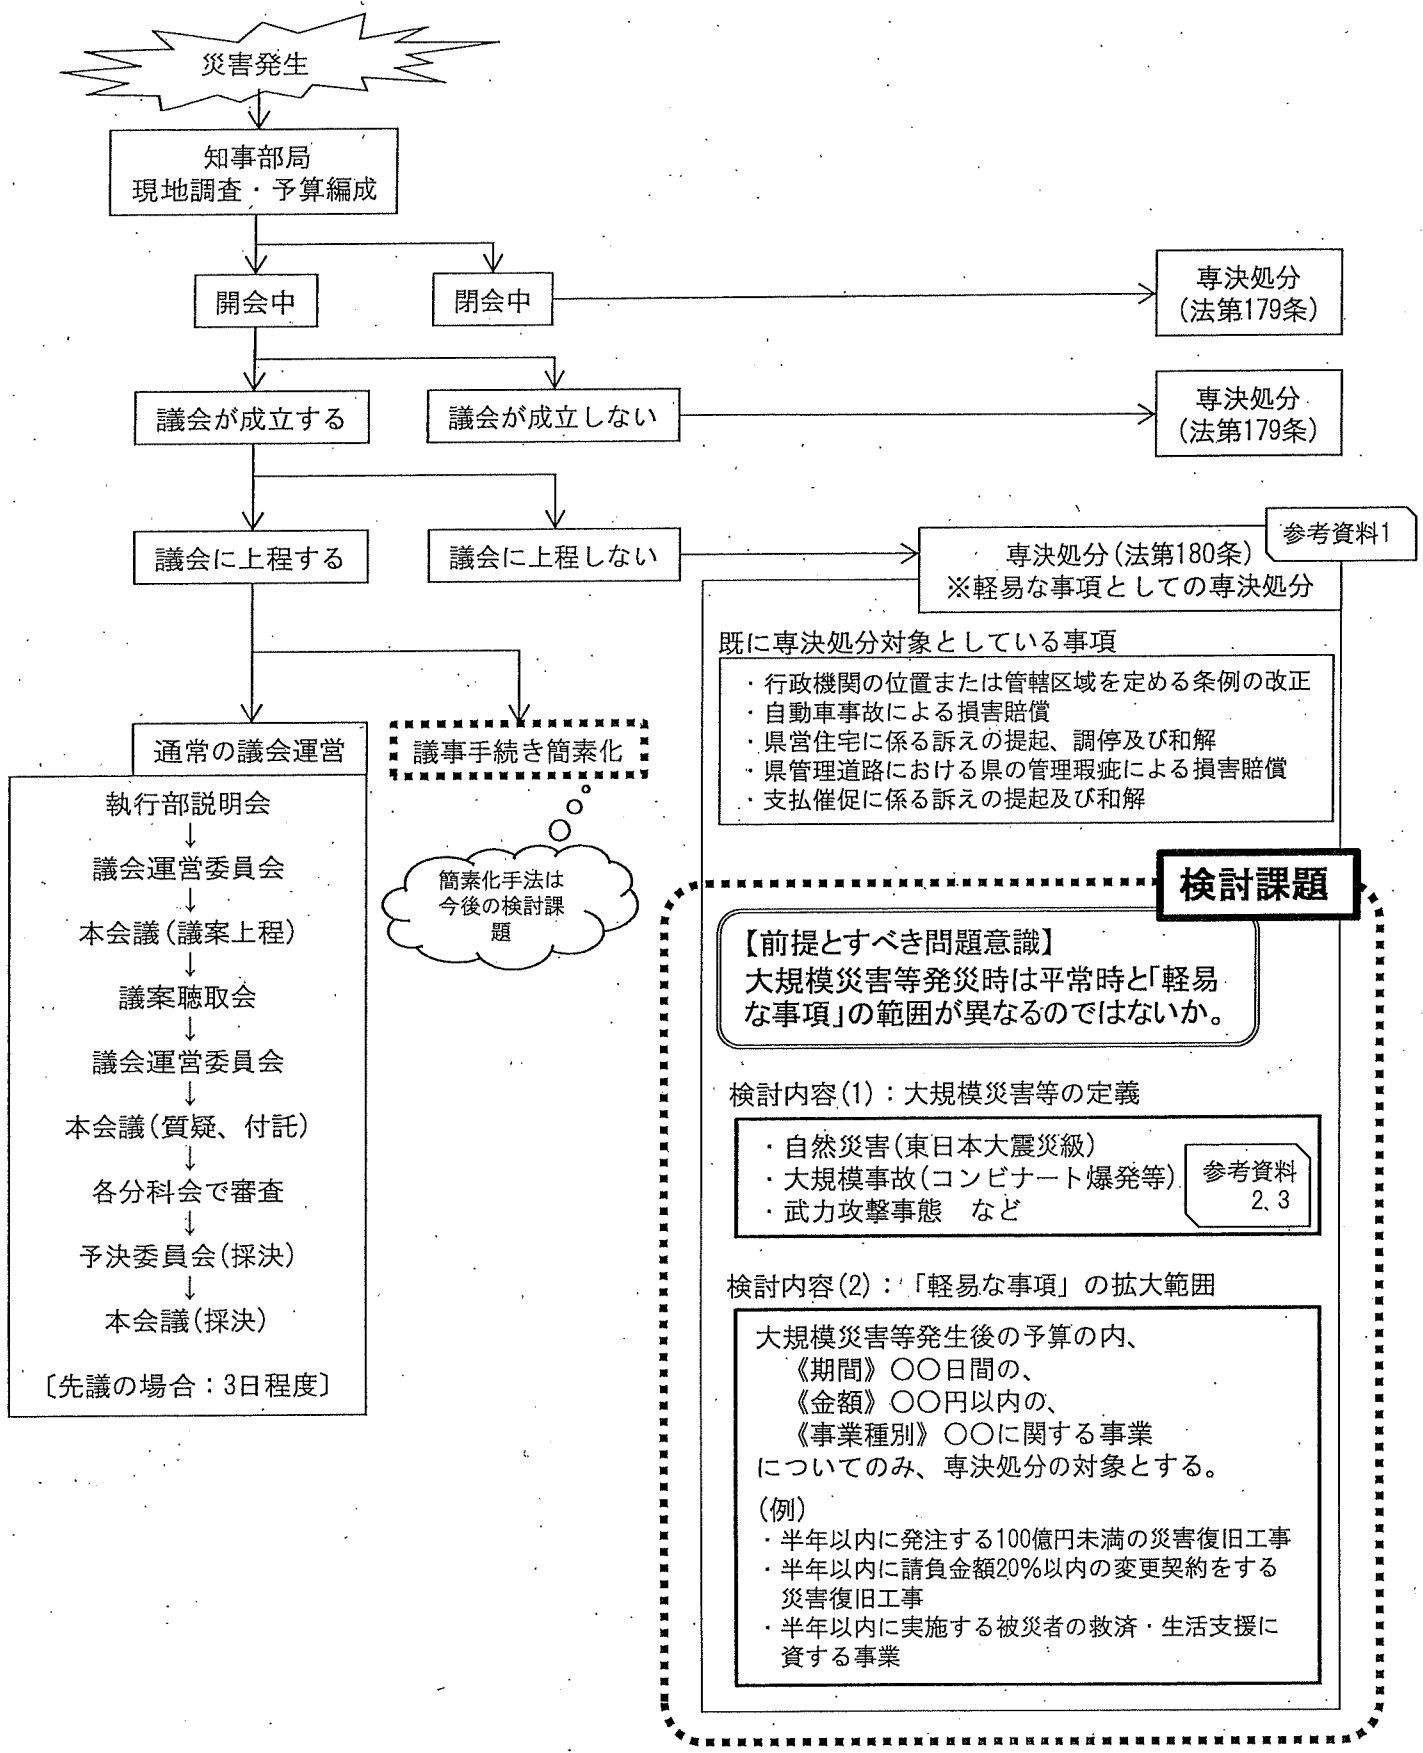 災害発生
知事部局
現地調査・予算編成
開会中
閉会中
専決処分
(法第179条)
議会が成立する
議会が成立しない
専決処分
(法第179条)
議会に上程する
議会に上程しない
参考資料1
専決処分(法第180条)
※軽易な事項としての専決処分
既に専決処分対象としている事項
・行政機関の位置または管轄区域を定める条例の改正
・自動車事故による損害賠償
・県営住宅に係る訴えの提起、調停及び和解
・県管理道路における県の管理瑕疵による損害賠償
・支払催促に係る訴えの提起及び和解
通常の議会運営
議事手続き簡素化
執行部説明会
↓
議会運営委員会
↓
本会議(議案上程)
↓
議案聴取会
↓
議会運営委員会
↓
本会議(質疑、付託)
↓
各分科会で審査
↓
予決委員会(採決)
↓
本会議(採決)
〔先議の場合：3日程度〕
簡素化手法は
今後の検討課
題
検討課題
【前提とすべき問題意識】
大規模災害等発災時は平常時と「軽易
な事項」の範囲が異なるのではないか。
検討内容(1)：大規模災害等の定義
・自然災害(東日本大震災級)
・大規模事故(コンビナート爆発等)
・武力攻撃事態　など
参考資料
2、3
検討内容(2)：「軽易な事項」の拡大範囲
大規模災害等発生後の予算の内、
《期間》〇〇日間の、
《金額》〇〇円以内の、
《事業種別》〇〇に関する事業
についてのみ、専決処分の対象とする。
(例)
・半年以内に発注する100億円未満の災害復旧工事
・半年以内に請負金額20%以内の変更契約をする
災害復旧工事
・半年以内に実施する被災者の救済・生活支援に
資する事業